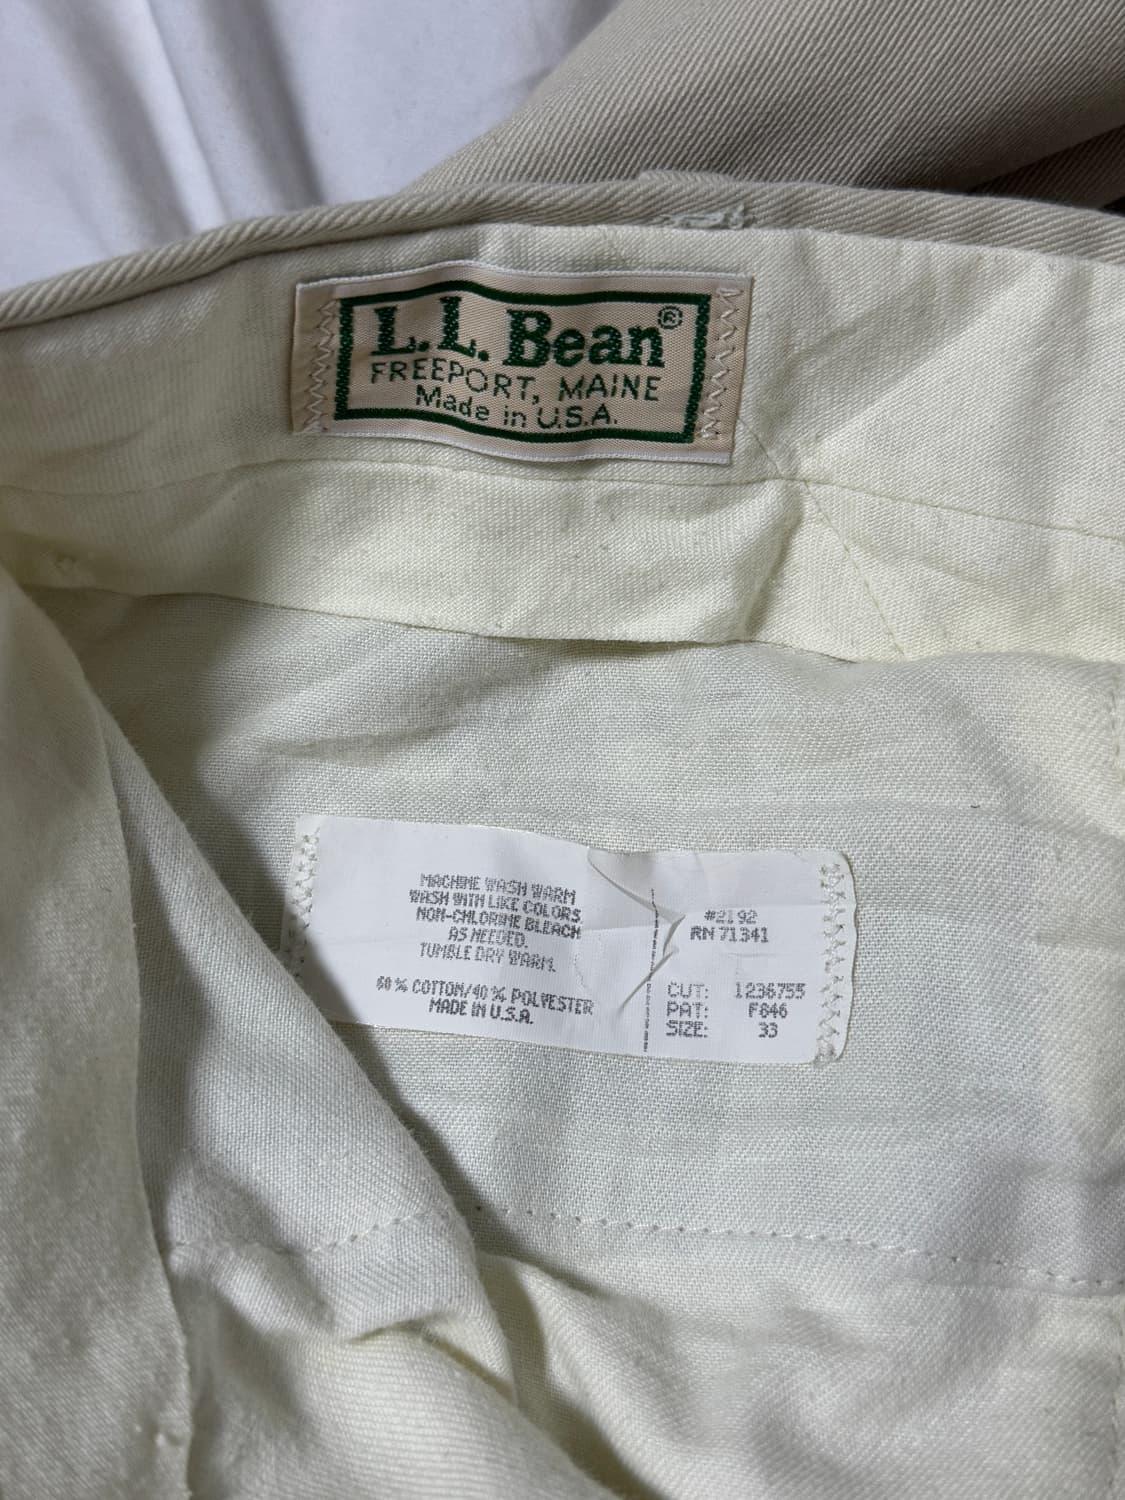 L.L.Bean®
FREEPORT, MAINE
Made in U.S.A.
MACHINE WASH WARM
WASH WITH LIKE COLORS
NON-CHLORINE BLEACH
AS NEEDED.
TUMBLE DRY WARM.
60 % COTTON/40 % POLYESTER
MADE IN U.S.A.
#2192
RN 71341
CUT: 1236755
PAT: F846
SIZE: 33